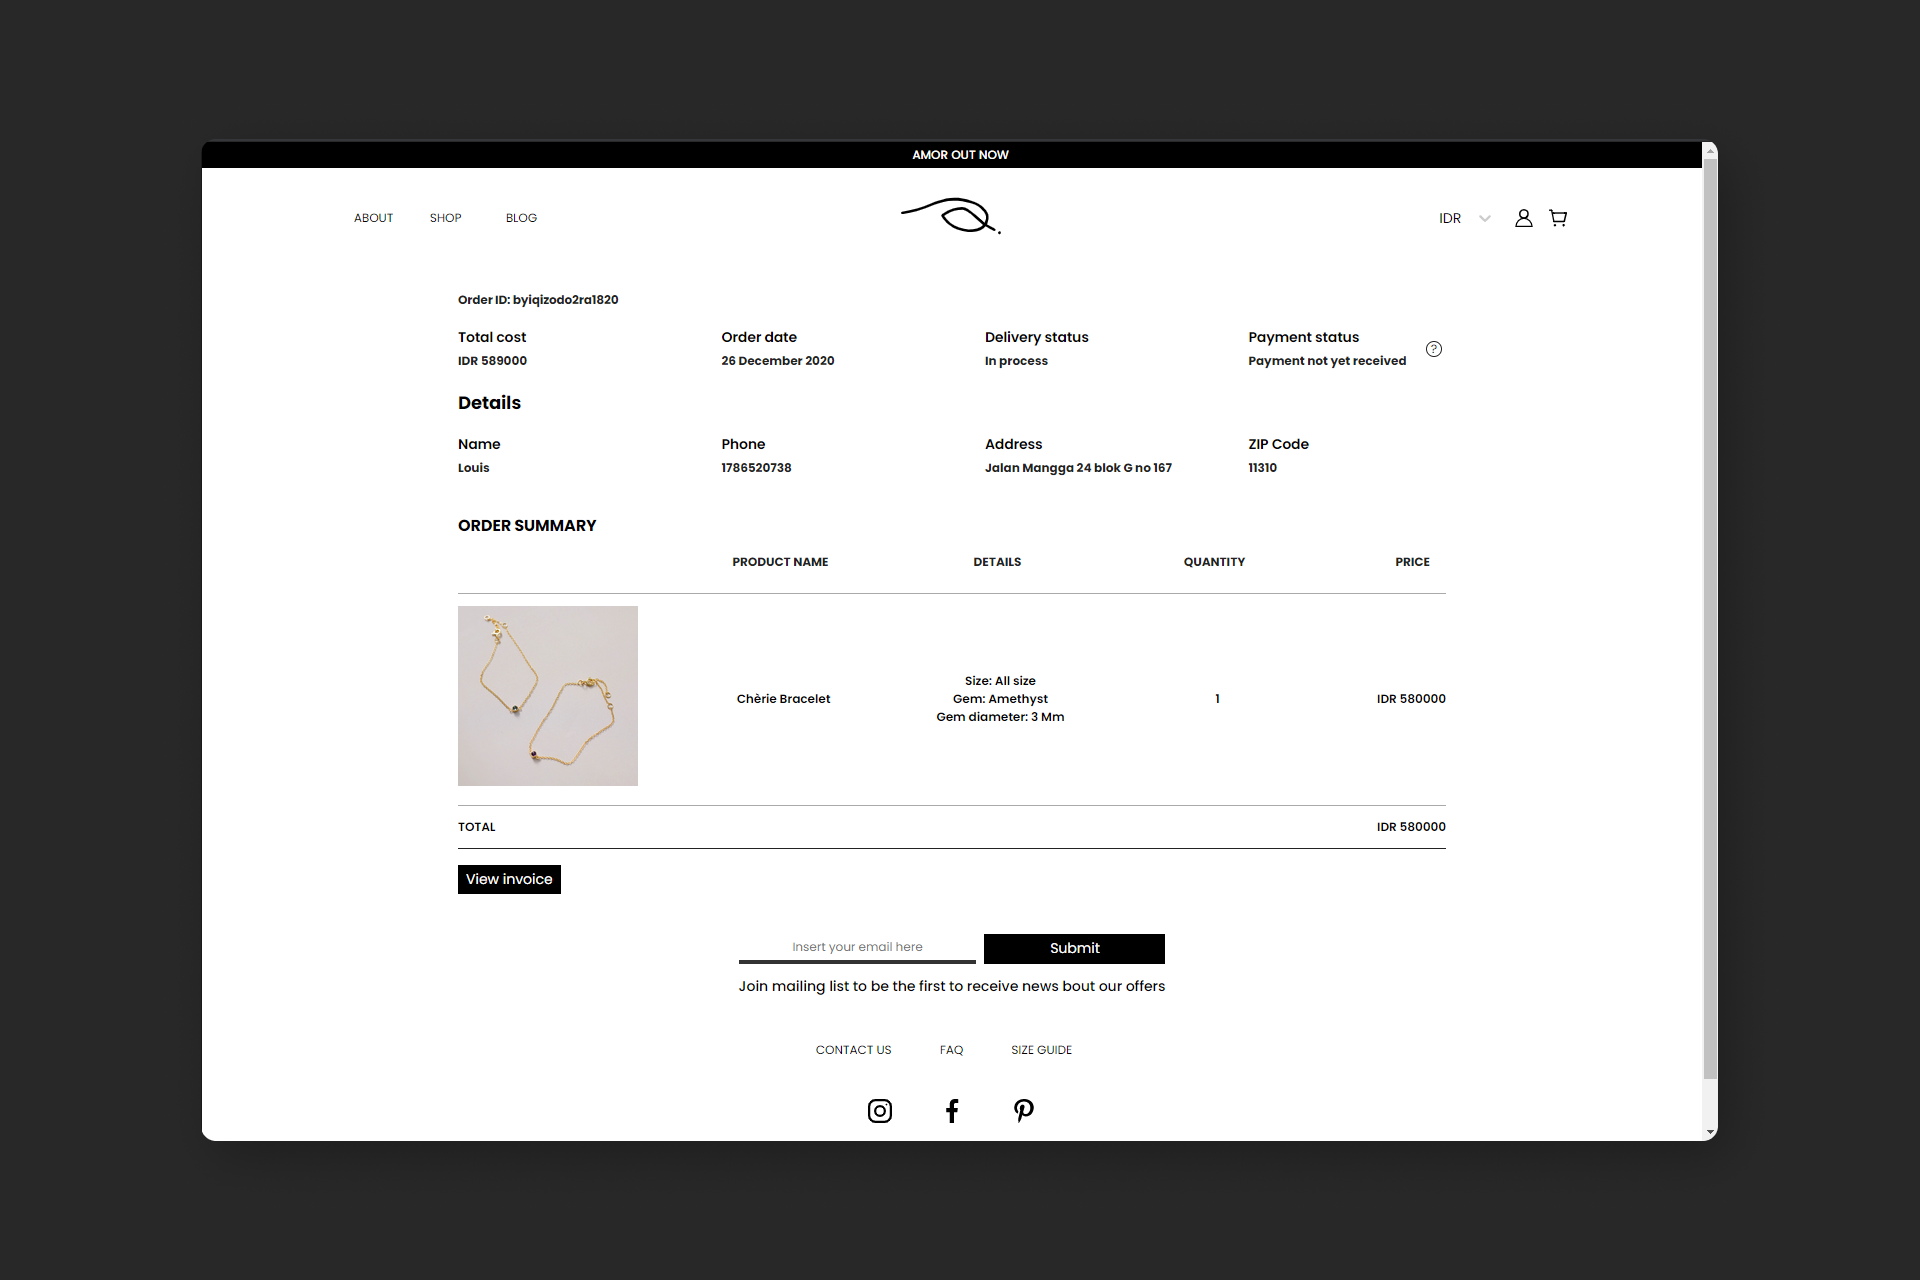 AMOR OUT NOW
ABOUT SHOP BLOG IDR
Order ID: byiqizodo2ra1820
Total cost Order date Delivery status Payment status
IDR 589000 26 December 2020 In process Payment not yet received ?
Details
Name Phone Address ZIP Code
Louis 1786520738 Jalan Mangga 24 blok G no 167 11310
ORDER SUMMARY
PRODUCT NAME DETAILS QUANTITY PRICE
Size: All size
Chèrie Bracelet Gem: Amethyst 1 IDR 580000
Gem diameter: 3 Mm
TOTAL IDR 580000
View invoice
Insert your email here Submit
Join mailing list to be the first to receive news bout our offers
CONTACT US FAQ SIZE GUIDE